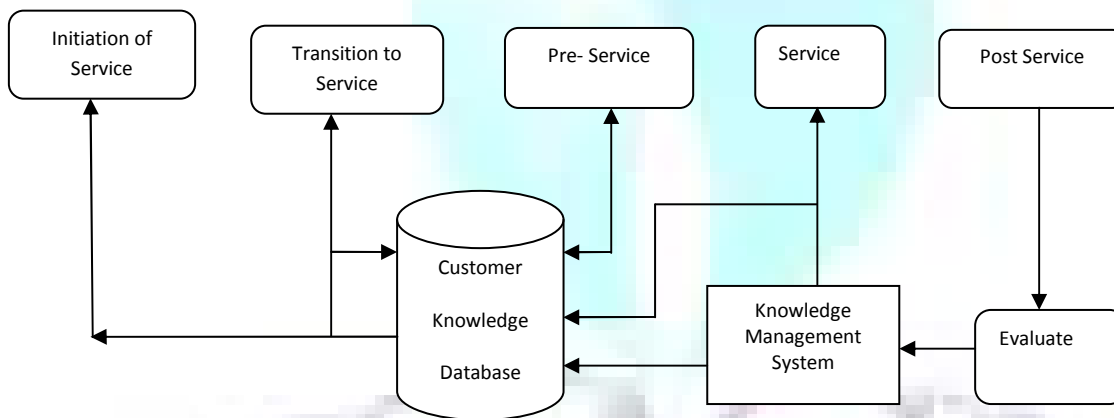 Initiation of
Service
Transition to
Service
Pre- Service
Service
Post Service
Customer
Knowledge
Database
Knowledge
Management
System
Evaluate